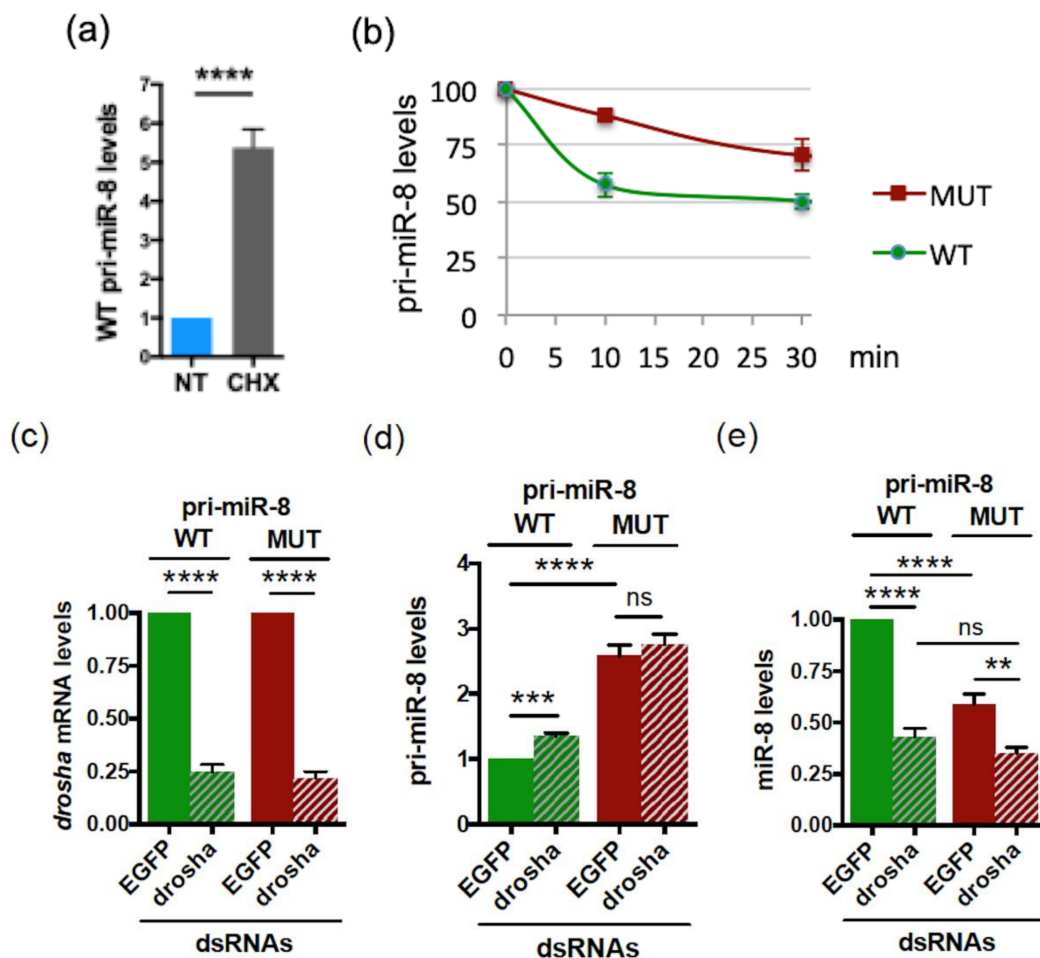 (a)
WT pri-miR-8 levels
7
6
5
4
3
2
1
0
****
NT CHX
(b)
pri-miR-8 levels
100
75
50
25
0
0 5 10 15 20 25 30 min
MUT
WT
(c)
pri-miR-8
WT MUT
**** ****
drosha mRNA levels
1.00
0.75
0.50
0.25
0.00
EGFP drosha EGFP drosha
dsRNAs
(d)
pri-miR-8
WT MUT
****
ns
***
pri-miR-8 levels
4
3
2
1
0
EGFP drosha EGFP drosha
dsRNAs
(e)
pri-miR-8
WT MUT
****
****
ns
**
miR-8 levels
1.00
0.75
0.50
0.25
0.00
EGFP drosha EGFP drosha
dsRNAs